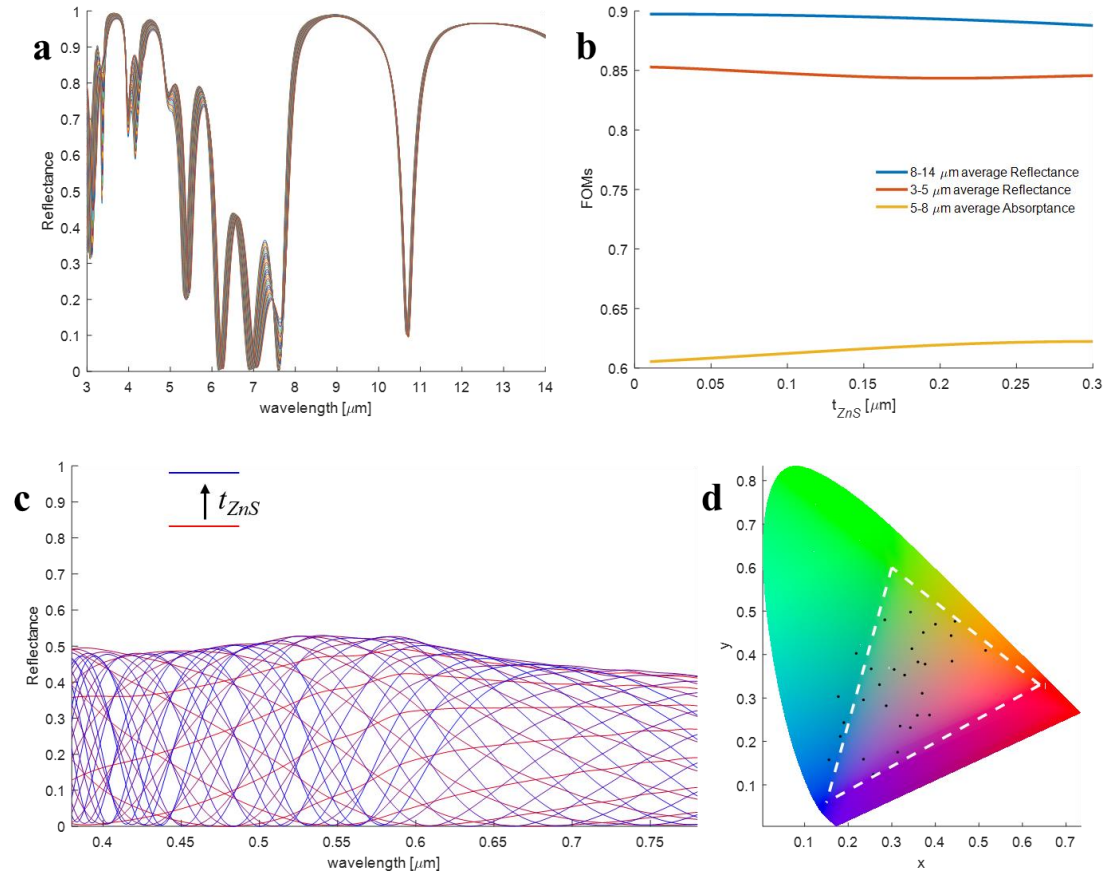 a
1
0.9
0.8
0.7
0.6
0.5
0.4
0.3
0.2
0.1
0
Reflectance
3 4 5 6 7 8 9 10 11 12 13 14
wavelength [μm]
b
0.9
0.85
0.8
0.75
0.7
0.65
0.6
FOMs
8-14 μm average Reflectance
3-5 μm average Reflectance
5-8 μm average Absorptance
0 0.05 0.1 0.15 0.2 0.25 0.3
t_ZnS [μm]
c
1
0.9
0.8
0.7
0.6
0.5
0.4
0.3
0.2
0.1
0
Reflectance
t_ZnS
0.4 0.45 0.5 0.55 0.6 0.65 0.7 0.75
wavelength [μm]
d
0.8
0.7
0.6
0.5
0.4
0.3
0.2
0.1
y
0.1 0.2 0.3 0.4 0.5 0.6 0.7
x